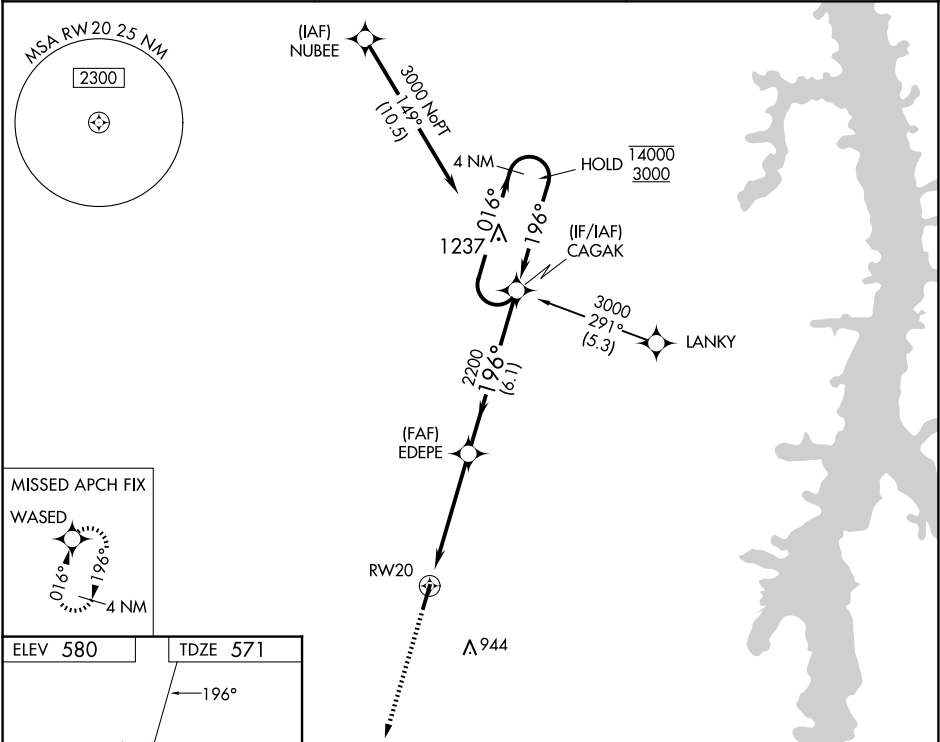 MSA RW 20 25 NM
2300
(IAF)
NUBEE
3000 NoPT
149°
(10.5)
4 NM
HOLD
14000
3000
016°
196°
1237
(IF/IAF)
CAGAK
3000
291°
(5.3)
LANKY
2200
196°
(6.1)
(FAF)
EDEPE
MISSED APCH FIX
WASED
016°
196°
4 NM
RW20
944
ELEV 580
TDZE 571
196°